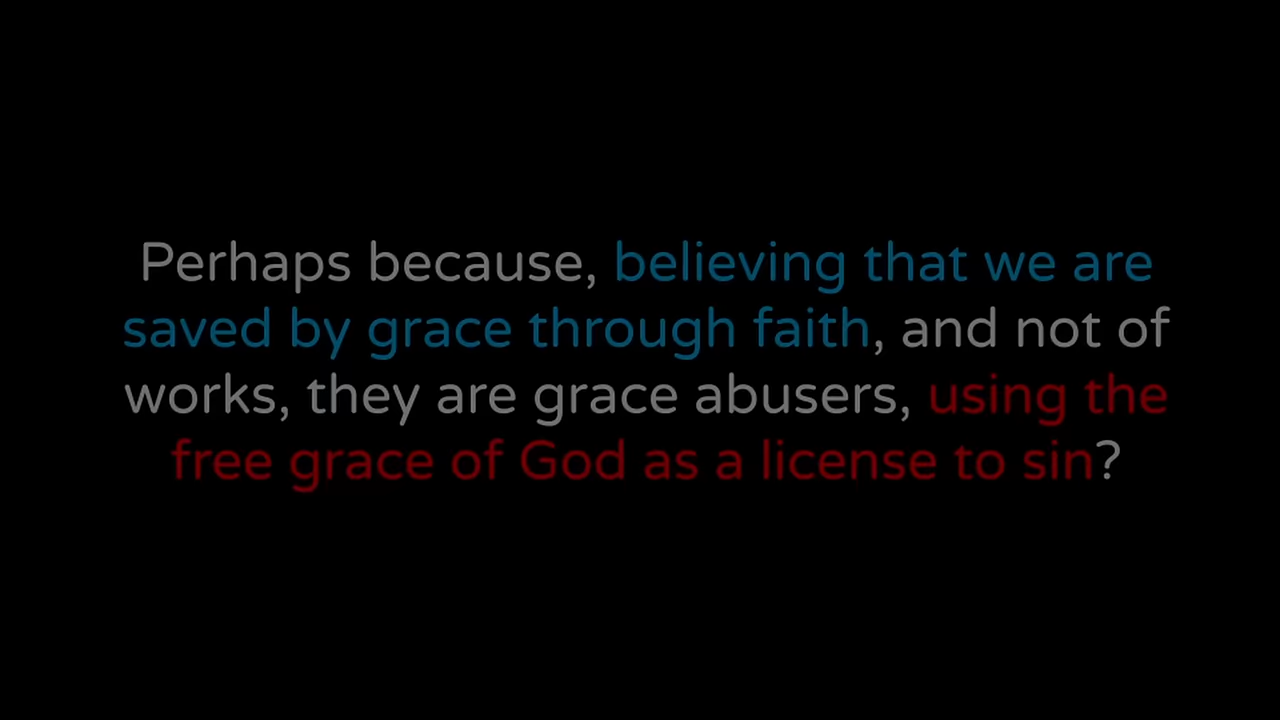 Perhaps because, believing that we are
saved by grace through faith, and not of
works, they are grace abusers, using the
free grace of God as a license to sin?